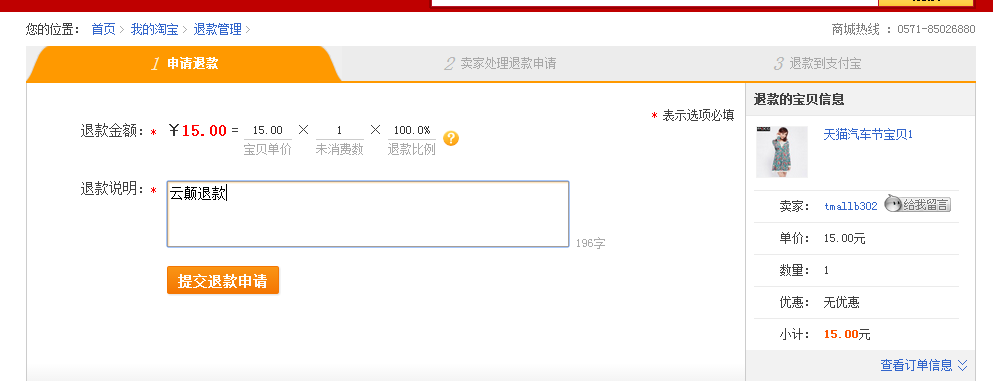 您的位置： 首页 > 我的淘宝 > 退款管理 >
商城热线 ：0571-85026880
1 申请退款
2 卖家处理退款申请
3 退款到支付宝
* 表示选项必填
退款金额：* ￥15.00 = 15.00 × 1 × 100.0% ?
宝贝单价 未消费数 退款比例
退款说明：* 云颠退款
196字
提交退款申请
退款的宝贝信息
天猫汽车节宝贝1
卖家： tmallb302 给我留言
单价： 15.00元
数量： 1
优惠： 无优惠
小计： 15.00元
查看订单信息